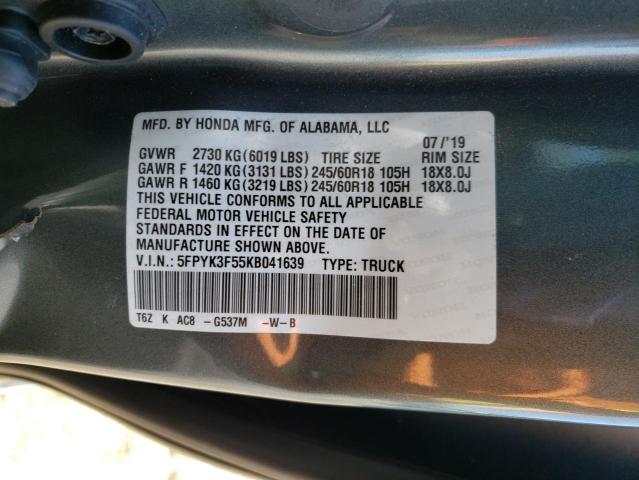 MFD. BY HONDA MFG. OF ALABAMA, LLC 07/'19
GVWR 2730 KG(6019 LBS) TIRE SIZE RIM SIZE
GAWR F 1420 KG(3131 LBS)245/60R18 105H 18X8.0J
GAWR R 1460 KG(3219 LBS)245/60R18 105H 18X8.0J
THIS VEHICLE CONFORMS TO ALL APPLICABLE
FEDERAL MOTOR VEHICLE SAFETY
STANDARDS IN EFFECT ON THE DATE OF
MANUFACTURE SHOWN ABOVE.
V.I.N.: 5FPYK3F55KB041639 TYPE: TRUCK
T6Z K AC8 -G537M -W-B